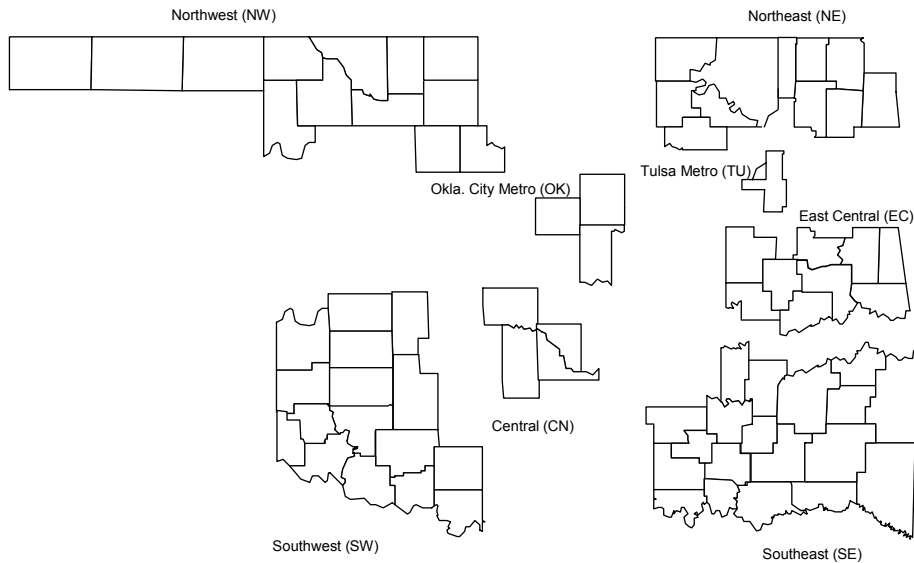 Northwest (NW)
Northeast (NE)
Tulsa Metro (TU)
Okla. City Metro (OK)
East Central (EC)
Central (CN)
Southwest (SW)
Southeast (SE)